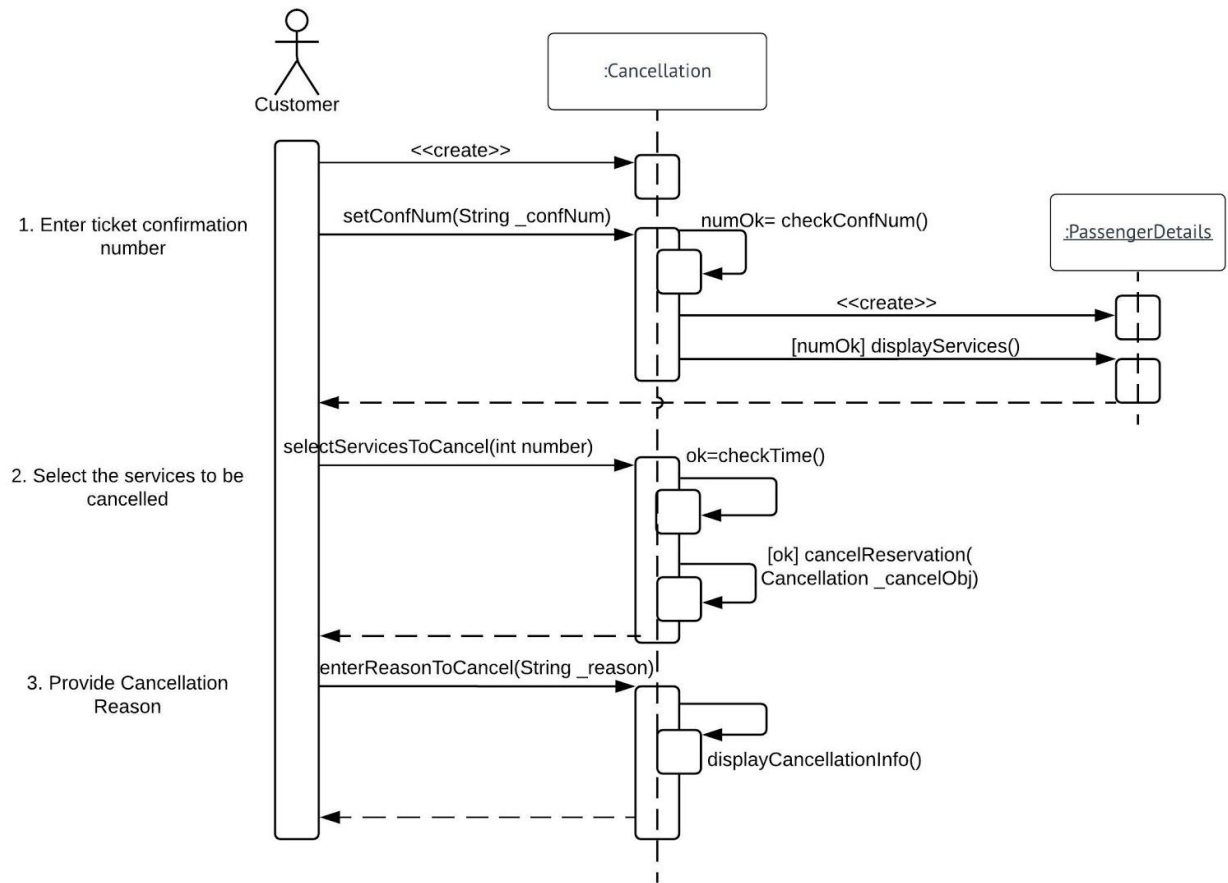 :Cancellation
Customer
<<create>>
1. Enter ticket confirmation
number
setConfNum(String _confNum)
numOk= checkConfNum()
:PassengerDetails
<<create>>
[numOk] displayServices()
selectServicesToCancel(int number)
ok=checkTime()
2. Select the services to be
cancelled
[ok] cancelReservation(
Cancellation _cancelObj)
enterReasonToCancel(String _reason)
3. Provide Cancellation
Reason
displayCancellationInfo()